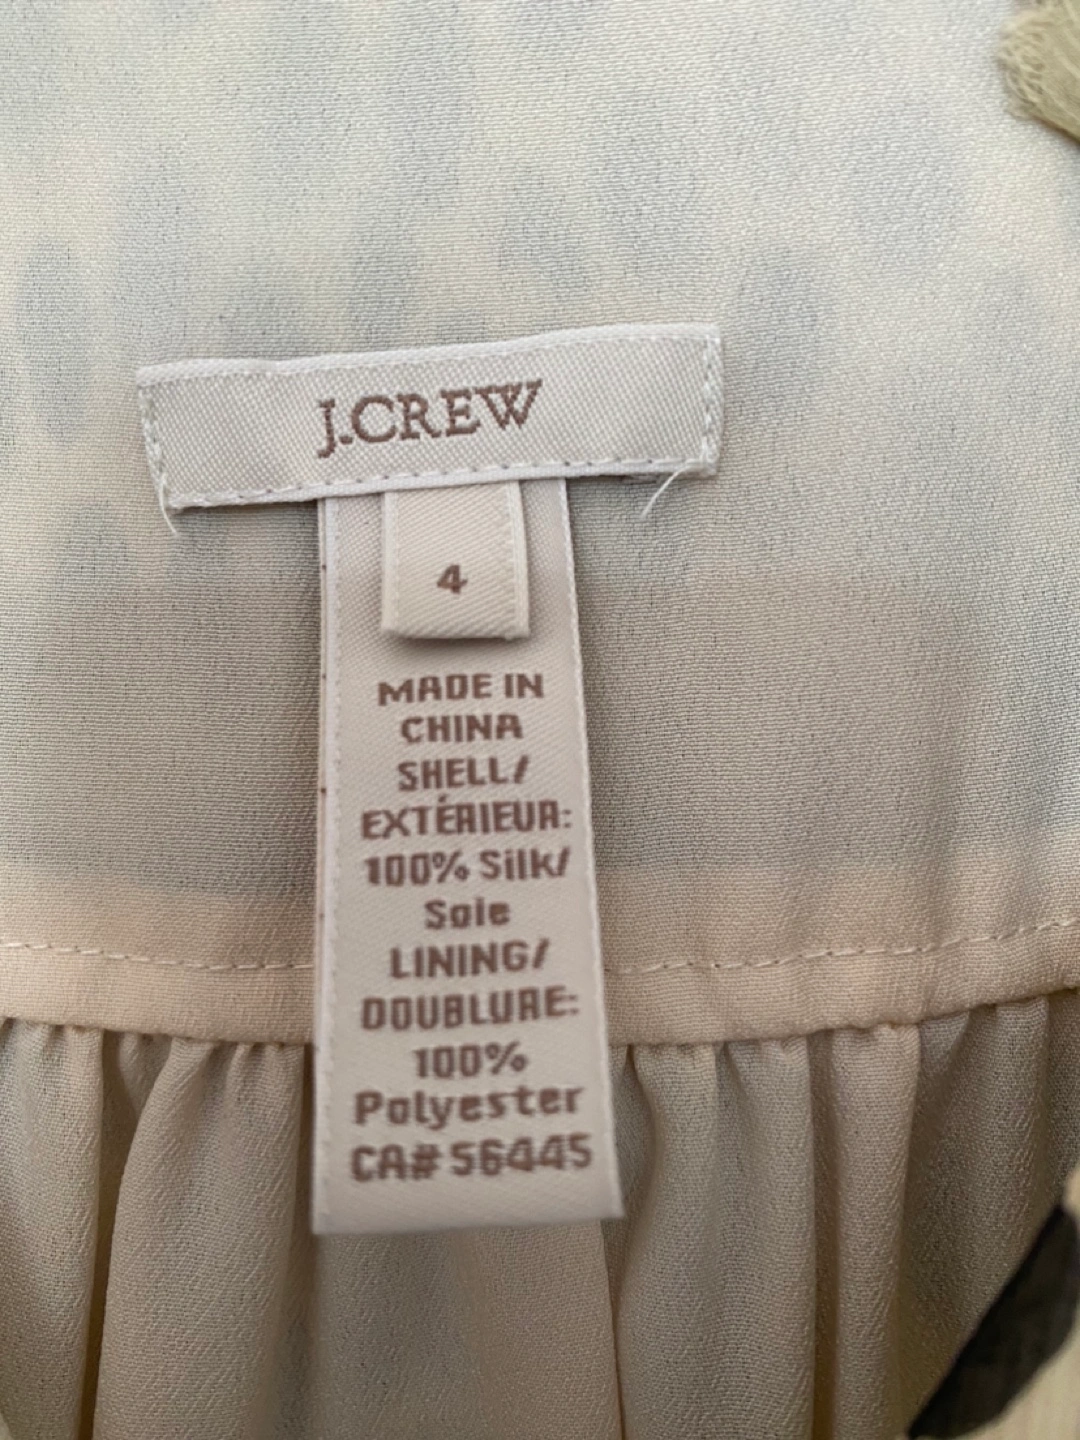 J.CREW
4
MADE IN
CHINA
SHELL/
EXTÉRIEUR:
100% Silk/
Soie
LINING/
DOUBLURE:
100%
Polyester
CA# 56445